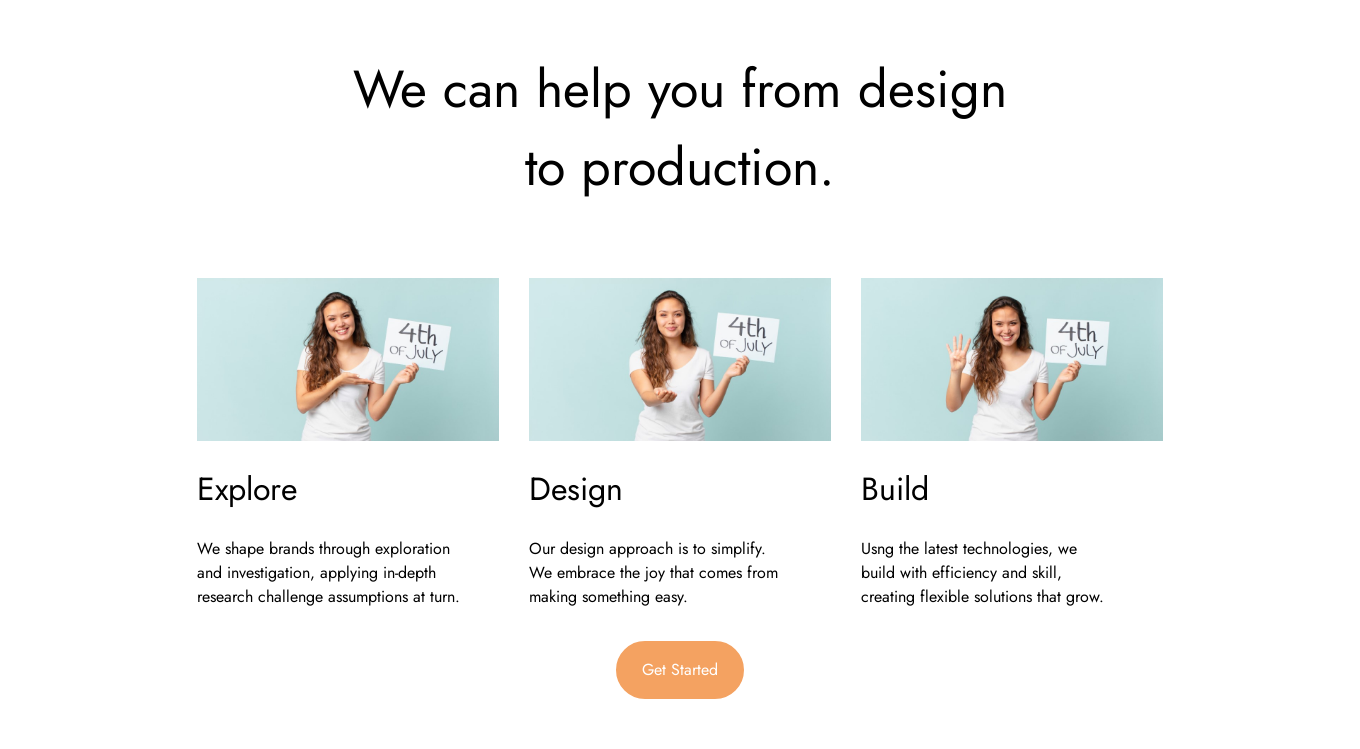 We can help you from design
to production.
4th
OF JULY
4th
OF JULY
4th
OF JULY
Explore
Design
Build
We shape brands through exploration
and investigation, applying in-depth
research challenge assumptions at turn.
Our design approach is to simplify.
We embrace the joy that comes from
making something easy.
Usng the latest technologies, we
build with efficiency and skill,
creating flexible solutions that grow.
Get Started